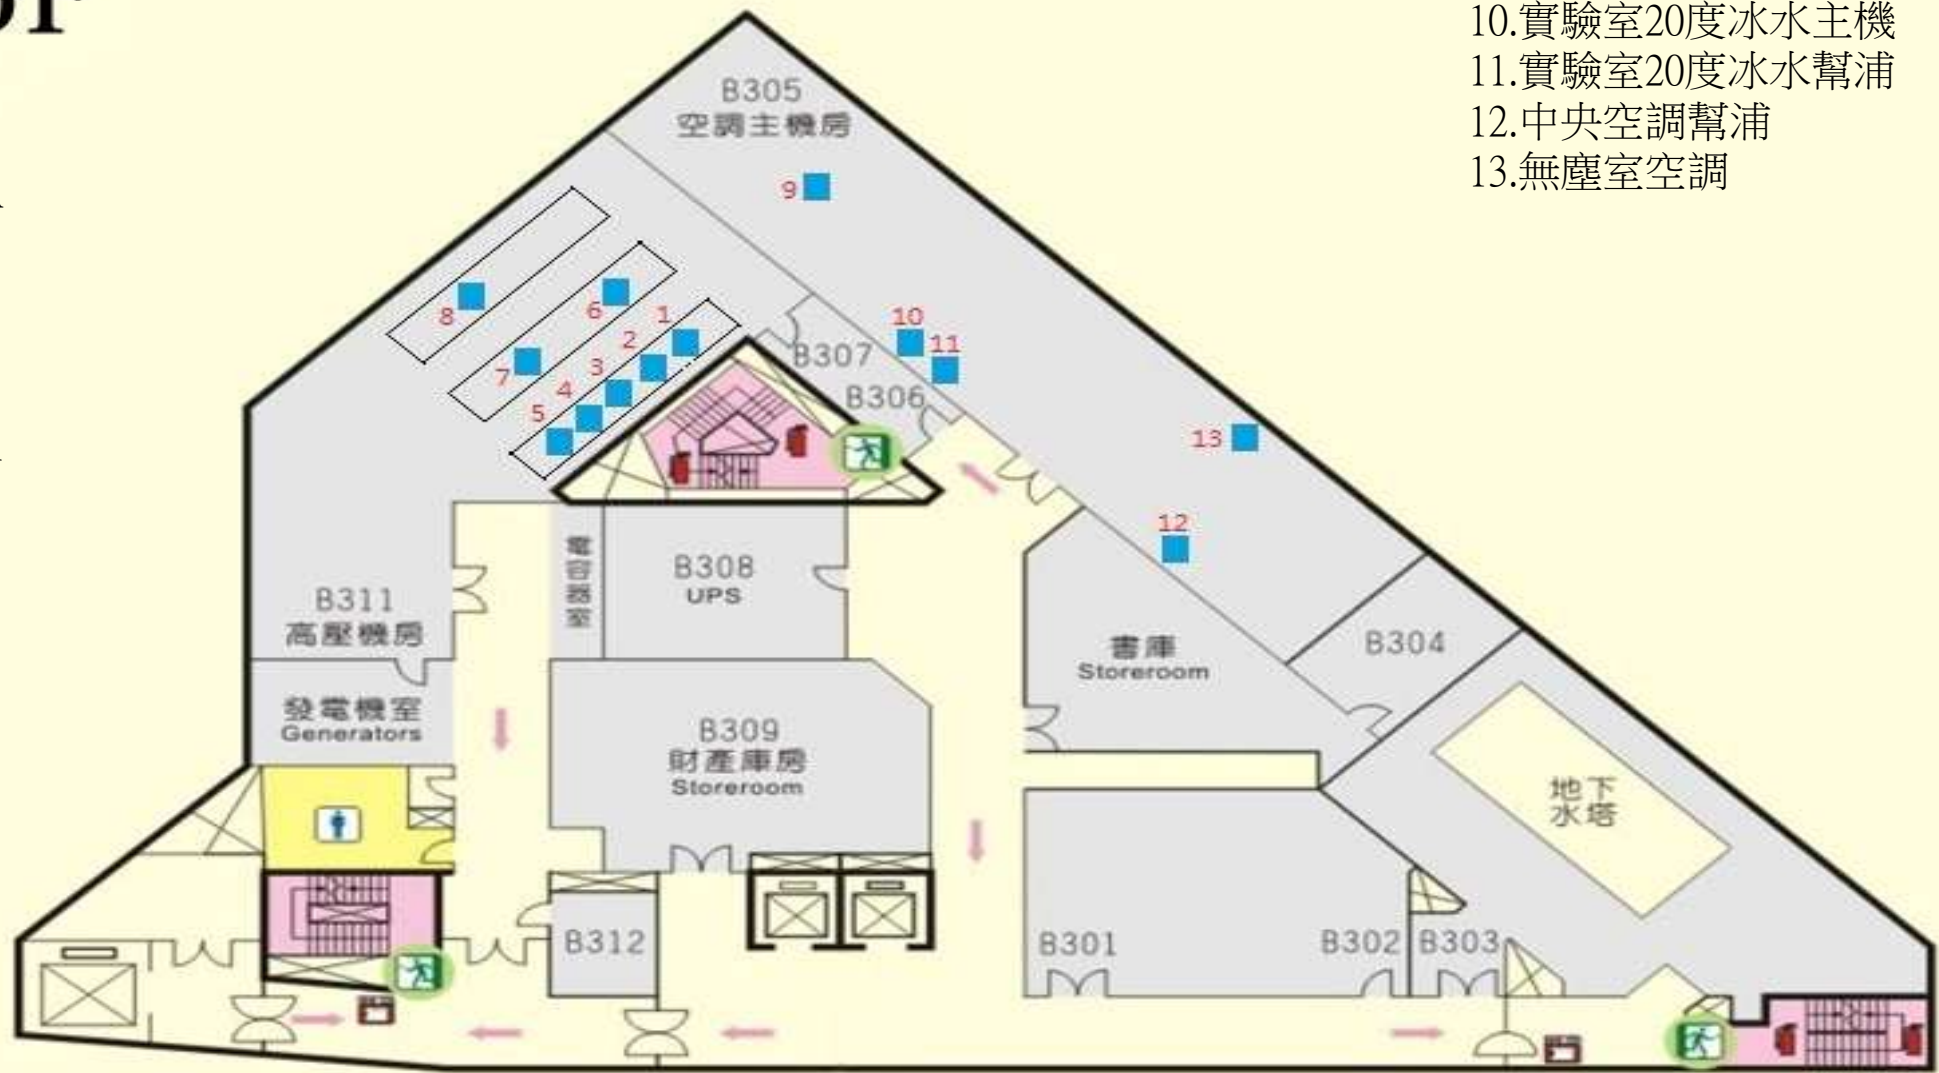 10.實驗室20度冰水主機
11.實驗室20度冰水幫浦
12.中央空調幫浦
13.無塵室空調
B305
空調主機房
9
8
6
7
1
2
3
4
5
10
11
B307
B306
13
12
電容器室
B308
UPS
B311
高壓機房
發電機室
Generators
B309
財產庫房
Storeroom
書庫
Storeroom
B304
地下
水塔
B312
B301
B302
B303